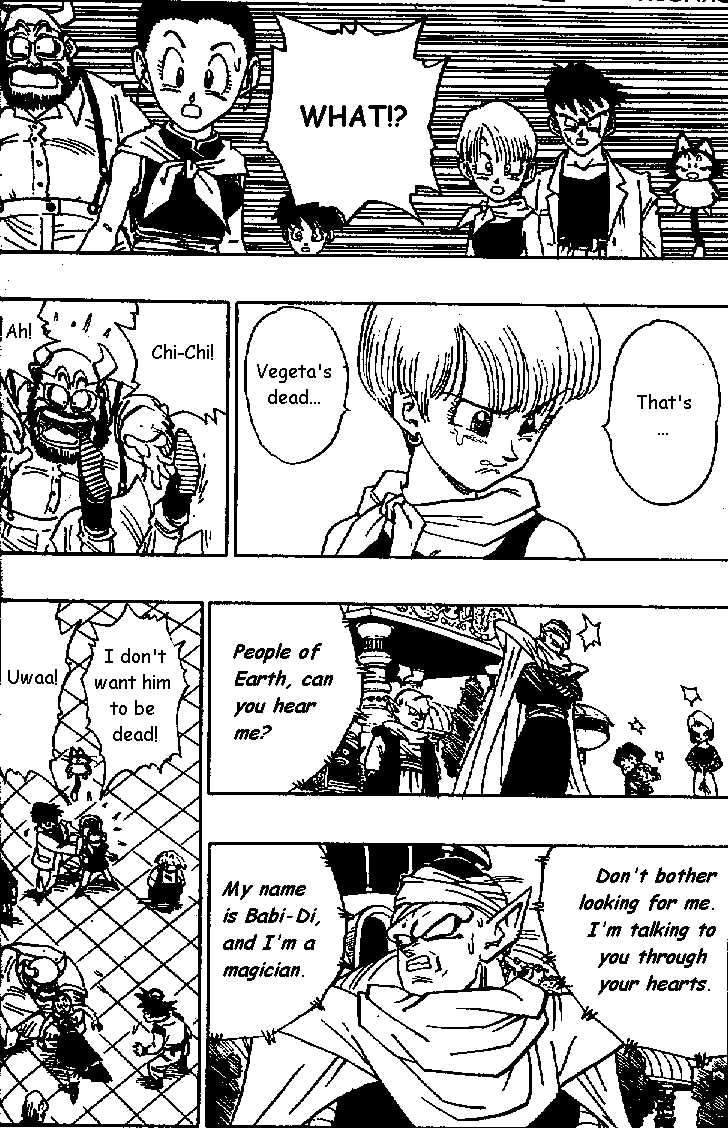 WHAT!?
That's
...
Vegeta's
dead...
Chi-Chi!
Ah!
People of
Earth, can
you hear
me?
Don't bother
looking for me.
I'm talking to
you through
your hearts.
My name
is Babi-Di,
and I'm a
magician.
I don't
want him
to be
dead!
Uwaa!